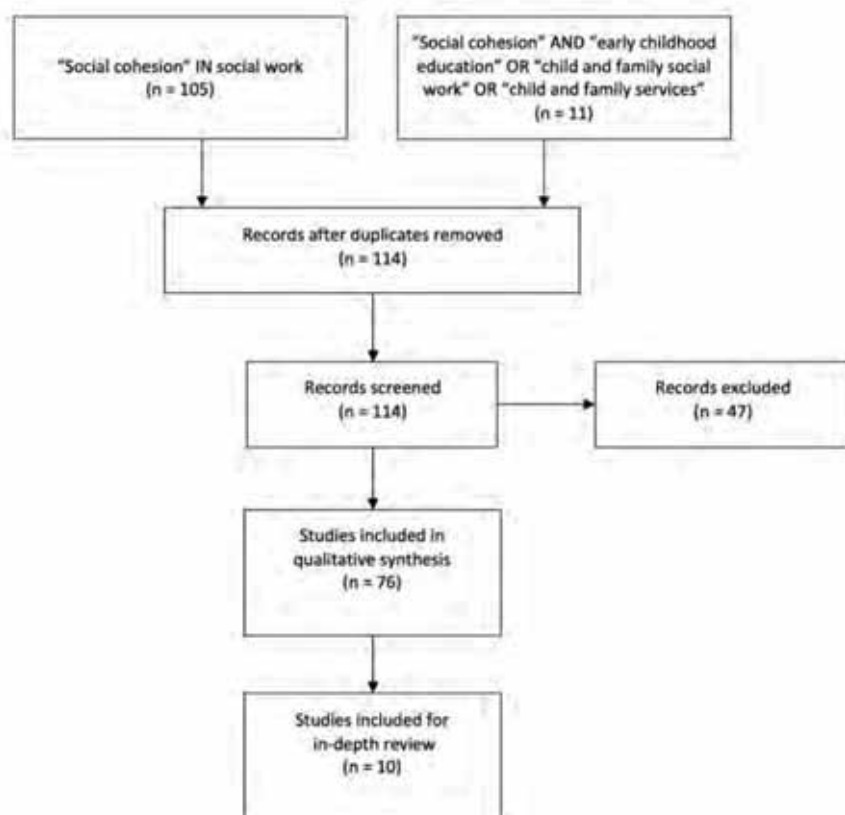 "Social cohesion" IN social work
(n = 105)
"Social cohesion" AND "early childhood
education" OR "child and family social
work" OR "child and family services"
(n = 11)
Records after duplicates removed
(n = 114)
Records screened
(n = 114)
Records excluded
(n = 47)
Studies included in
qualitative synthesis
(n = 76)
Studies included for
in-depth review
(n = 10)